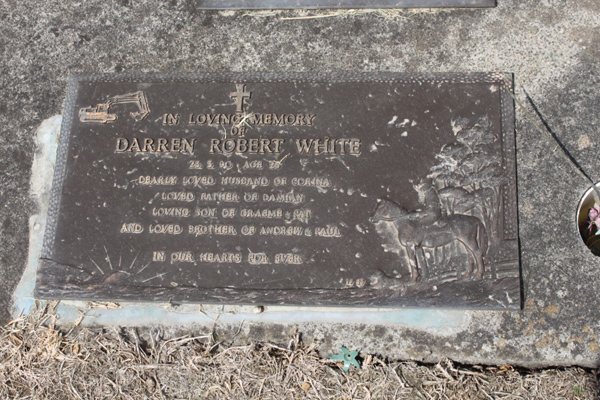 IN LOVING MEMORY
OF
DARREN ROBERT WHITE
AGE
DEARLY LOVED HUSBAND OF CORINA
LOVED FATHER OF DAMIAN
LOVING SON OF GRAEME & PAT
AND LOVED BROTHER OF ANDREW & PAUL
IN OUR HEARTS FOR EVER